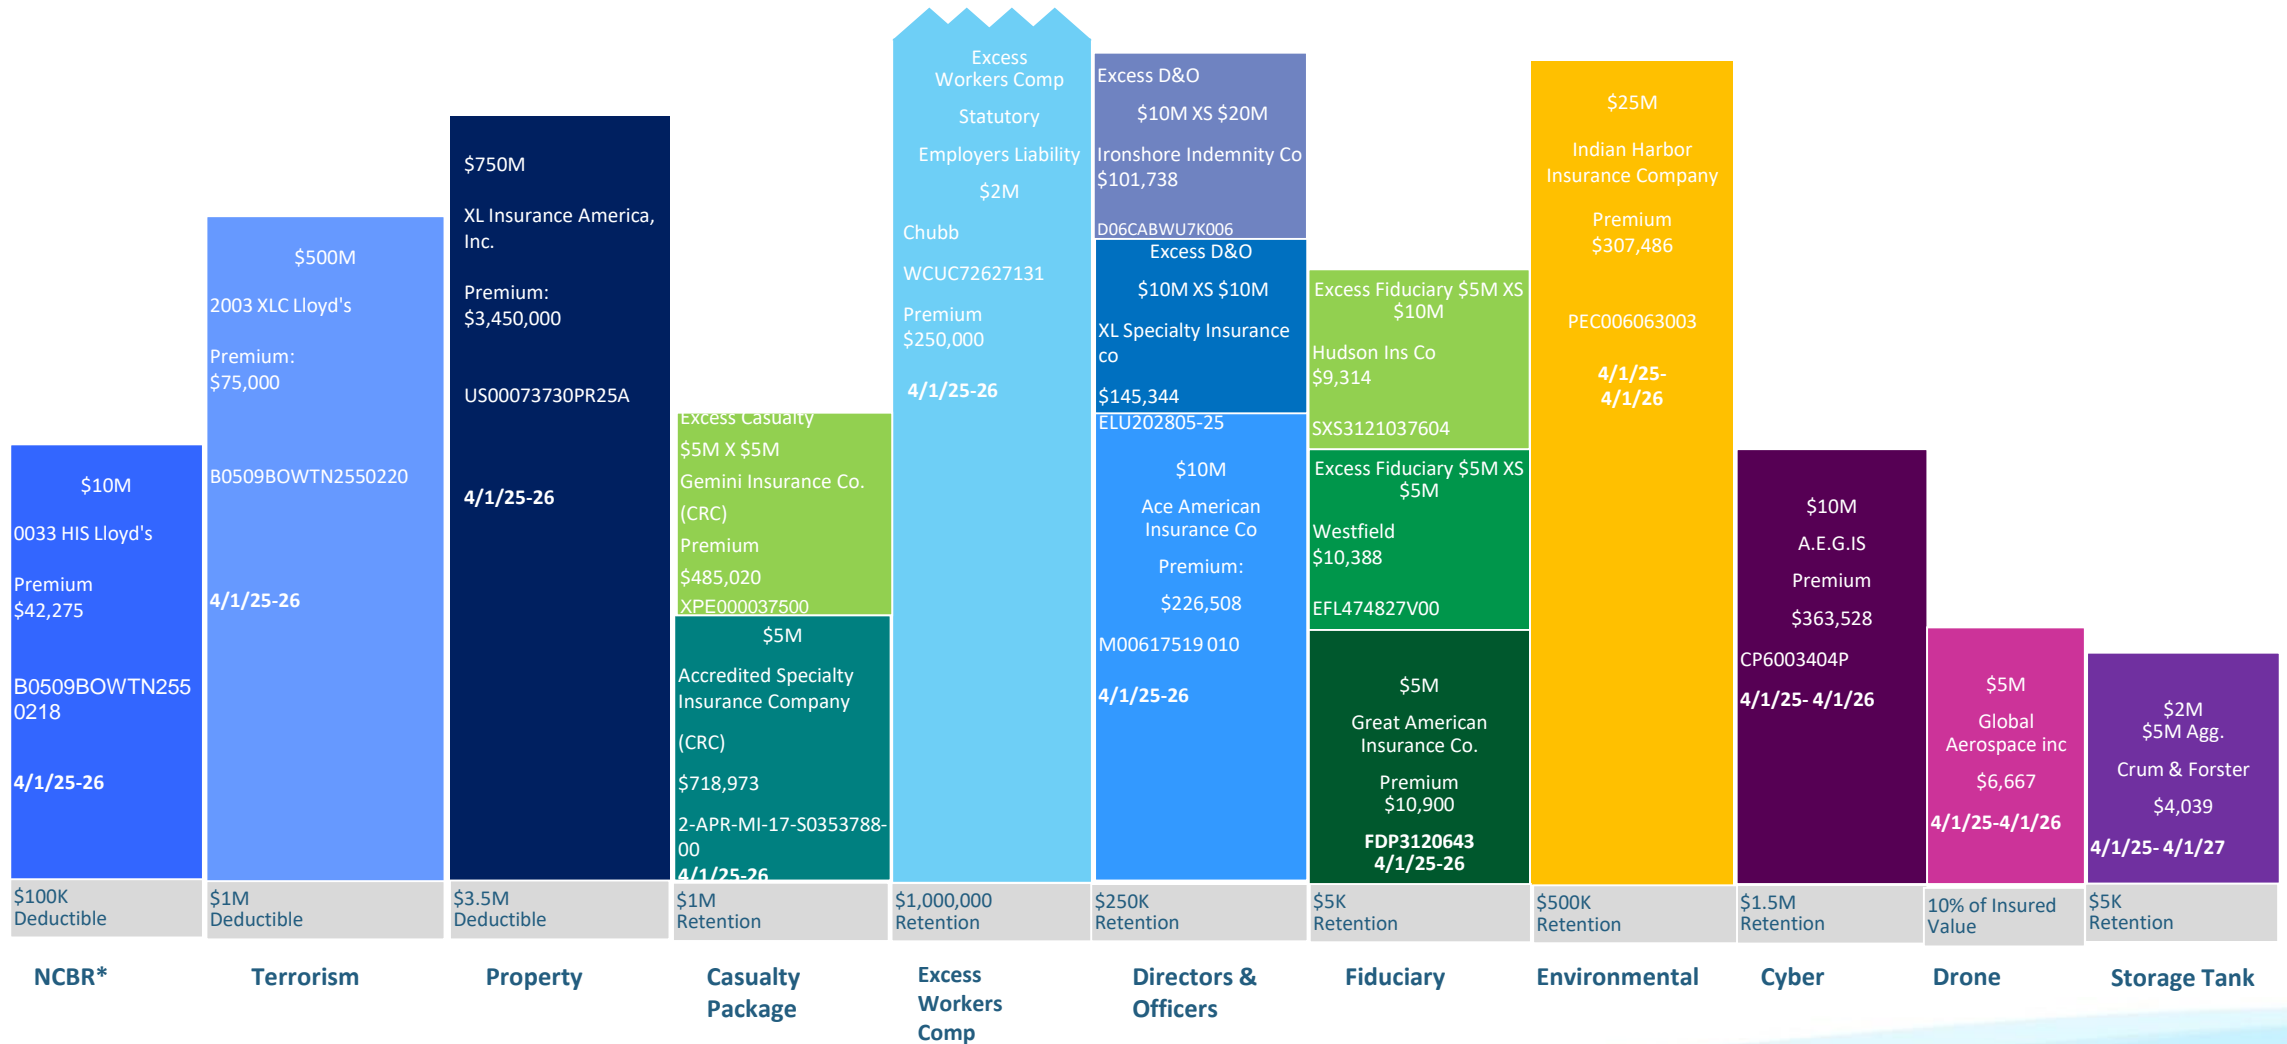 $10M
0033 HIS Lloyd's
Premium
$42,275
B0509BOWTN255
0218
4/1/25-26
$100K
Deductible
NCBR*
$500M
2003 XLC Lloyd's
Premium:
$75,000
B0509BOWTN2550220
4/1/25-26
$1M
Deductible
Terrorism
$750M
XL Insurance America,
Inc.
Premium:
$3,450,000
US00073730PR25A
4/1/25-26
$3.5M
Deductible
Property
Excess Casualty
$5M X $5M
Gemini Insurance Co.
(CRC)
Premium
$485,020
XPE000037500
$5M
Accredited Specialty
Insurance Company
(CRC)
$718,973
2-APR-MI-17-S0353788-
00
4/1/25-26
$1M
Retention
Casualty
Package
Excess
Workers Comp
Statutory
Employers Liability
$2M
Chubb
WCUC72627131
Premium
$250,000
4/1/25-26
$1,000,000
Retention
Excess
Workers
Comp
Excess D&O
$10M XS $20M
Ironshore Indemnity Co
$101,738
D06CABWU7K006
Excess D&O
$10M XS $10M
XL Specialty Insurance
co
$145,344
ELU202805-25
$10M
Ace American
Insurance Co
Premium:
$226,508
M00617519 010
4/1/25-26
$250K
Retention
Directors &
Officers
Excess Fiduciary $5M XS
$10M
Hudson Ins Co
$9,314
SXS3121037604
Excess Fiduciary $5M XS
$5M
Westfield
$10,388
EFL474827V00
$5M
Great American
Insurance Co.
Premium
$10,900
FDP3120643
4/1/25-26
$5K
Retention
Fiduciary
$25M
Indian Harbor
Insurance Company
Premium
$307,486
PEC006063003
4/1/25-
4/1/26
$500K
Retention
Environmental
$10M
A.E.G.IS
Premium
$363,528
CP6003404P
4/1/25- 4/1/26
$1.5M
Retention
Cyber
$5M
Global
Aerospace inc
$6,667
4/1/25-4/1/26
10% of Insured
Value
Drone
$2M
$5M Agg.
Crum & Forster
$4,039
4/1/25- 4/1/27
$5K
Retention
Storage Tank